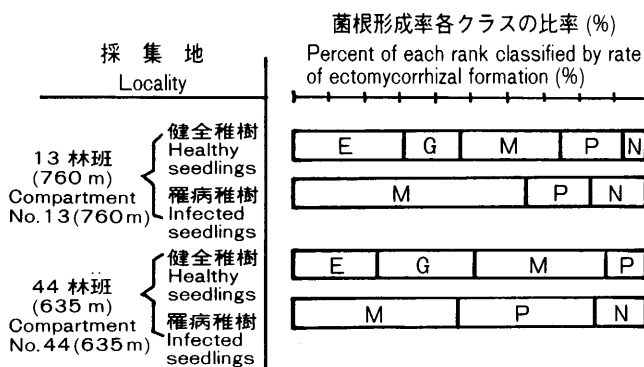 菌根形成率各クラスの比率 (%)
採集地
Percent of each rank classified by rate
Locality
of ectomycorrhizal formation (%)
健全稚樹
E G M P N
13 林班
Healthy
(760 m)
seedlings
Compartment
罹病稚樹
M P N
No.13(760m)
Infected
seedlings
健全稚樹
E G M P
44 林班
Healthy
(635 m)
seedlings
Compartment
罹病稚樹
M P N
No.44(635m)
Infected
seedlings